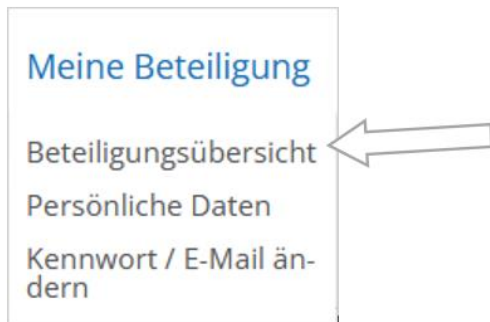 Meine Beteiligung
Beteiligungsübersicht
Persönliche Daten
Kennwort / E-Mail än-
dern